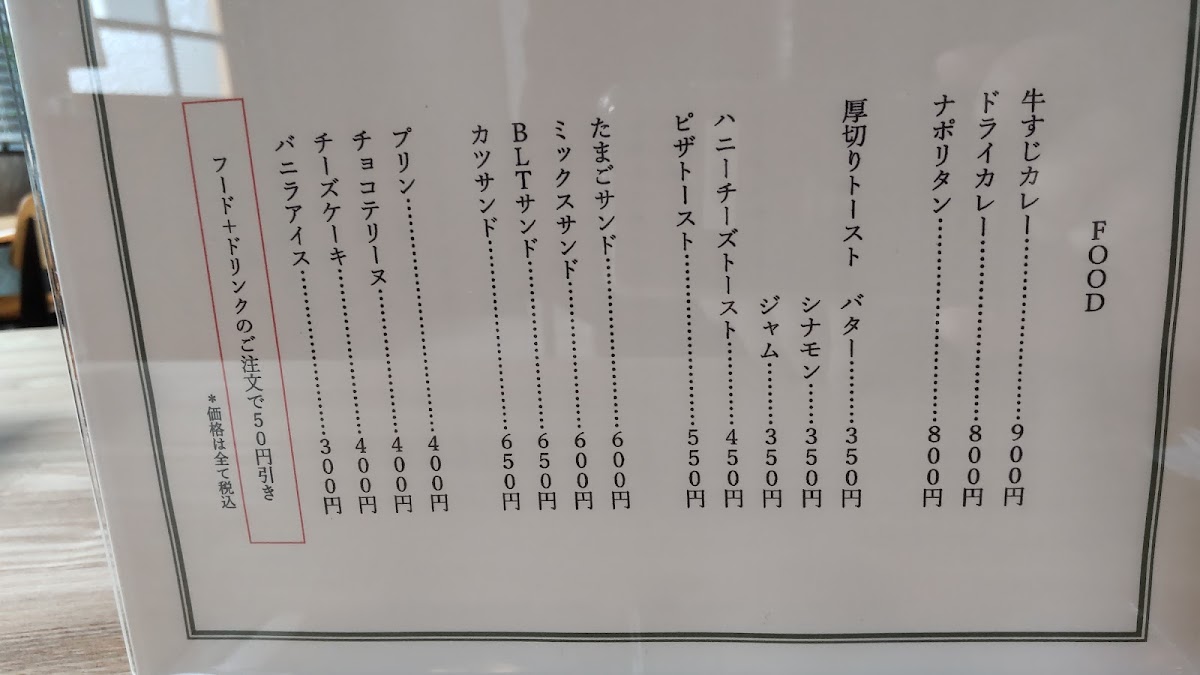 FOOD
牛すじカレー…………………900円
ドライカレー…………………800円
ナポリタン……………………800円
厚切りトースト バター………350円
シナモン……350円
ジャム………350円
ハニーチーズトースト………450円
ピザトースト…………………550円
たまごサンド…………………600円
ミックスサンド………………600円
BLTサンド……………………650円
カツサンド……………………650円
プリン…………………………400円
チョコテリーヌ………………400円
チーズケーキ…………………400円
バニラアイス…………………300円
フード+ドリンクのご注文で50円引き
*価格は全て税込